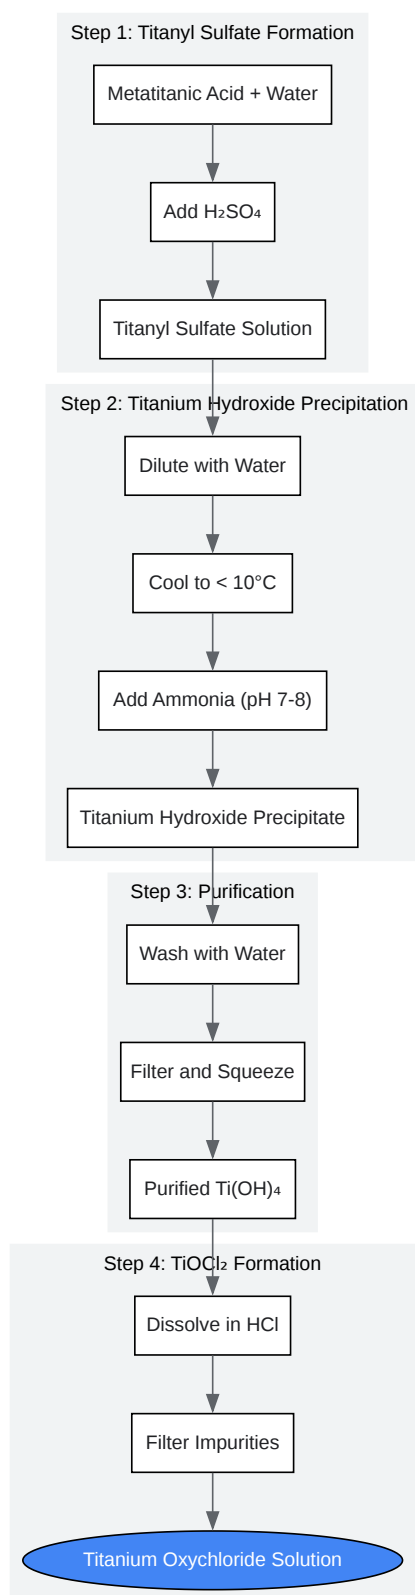 Step 1: Titanyl Sulfate Formation
Metatitanic Acid + Water
Add H₂SO₄
Titanyl Sulfate Solution
Step 2: Titanium Hydroxide Precipitation
Dilute with Water
Cool to < 10°C
Add Ammonia (pH 7-8)
Titanium Hydroxide Precipitate
Step 3: Purification
Wash with Water
Filter and Squeeze
Purified Ti(OH)₄
Step 4: TiOCl₂ Formation
Dissolve in HCl
Filter Impurities
Titanium Oxychloride Solution